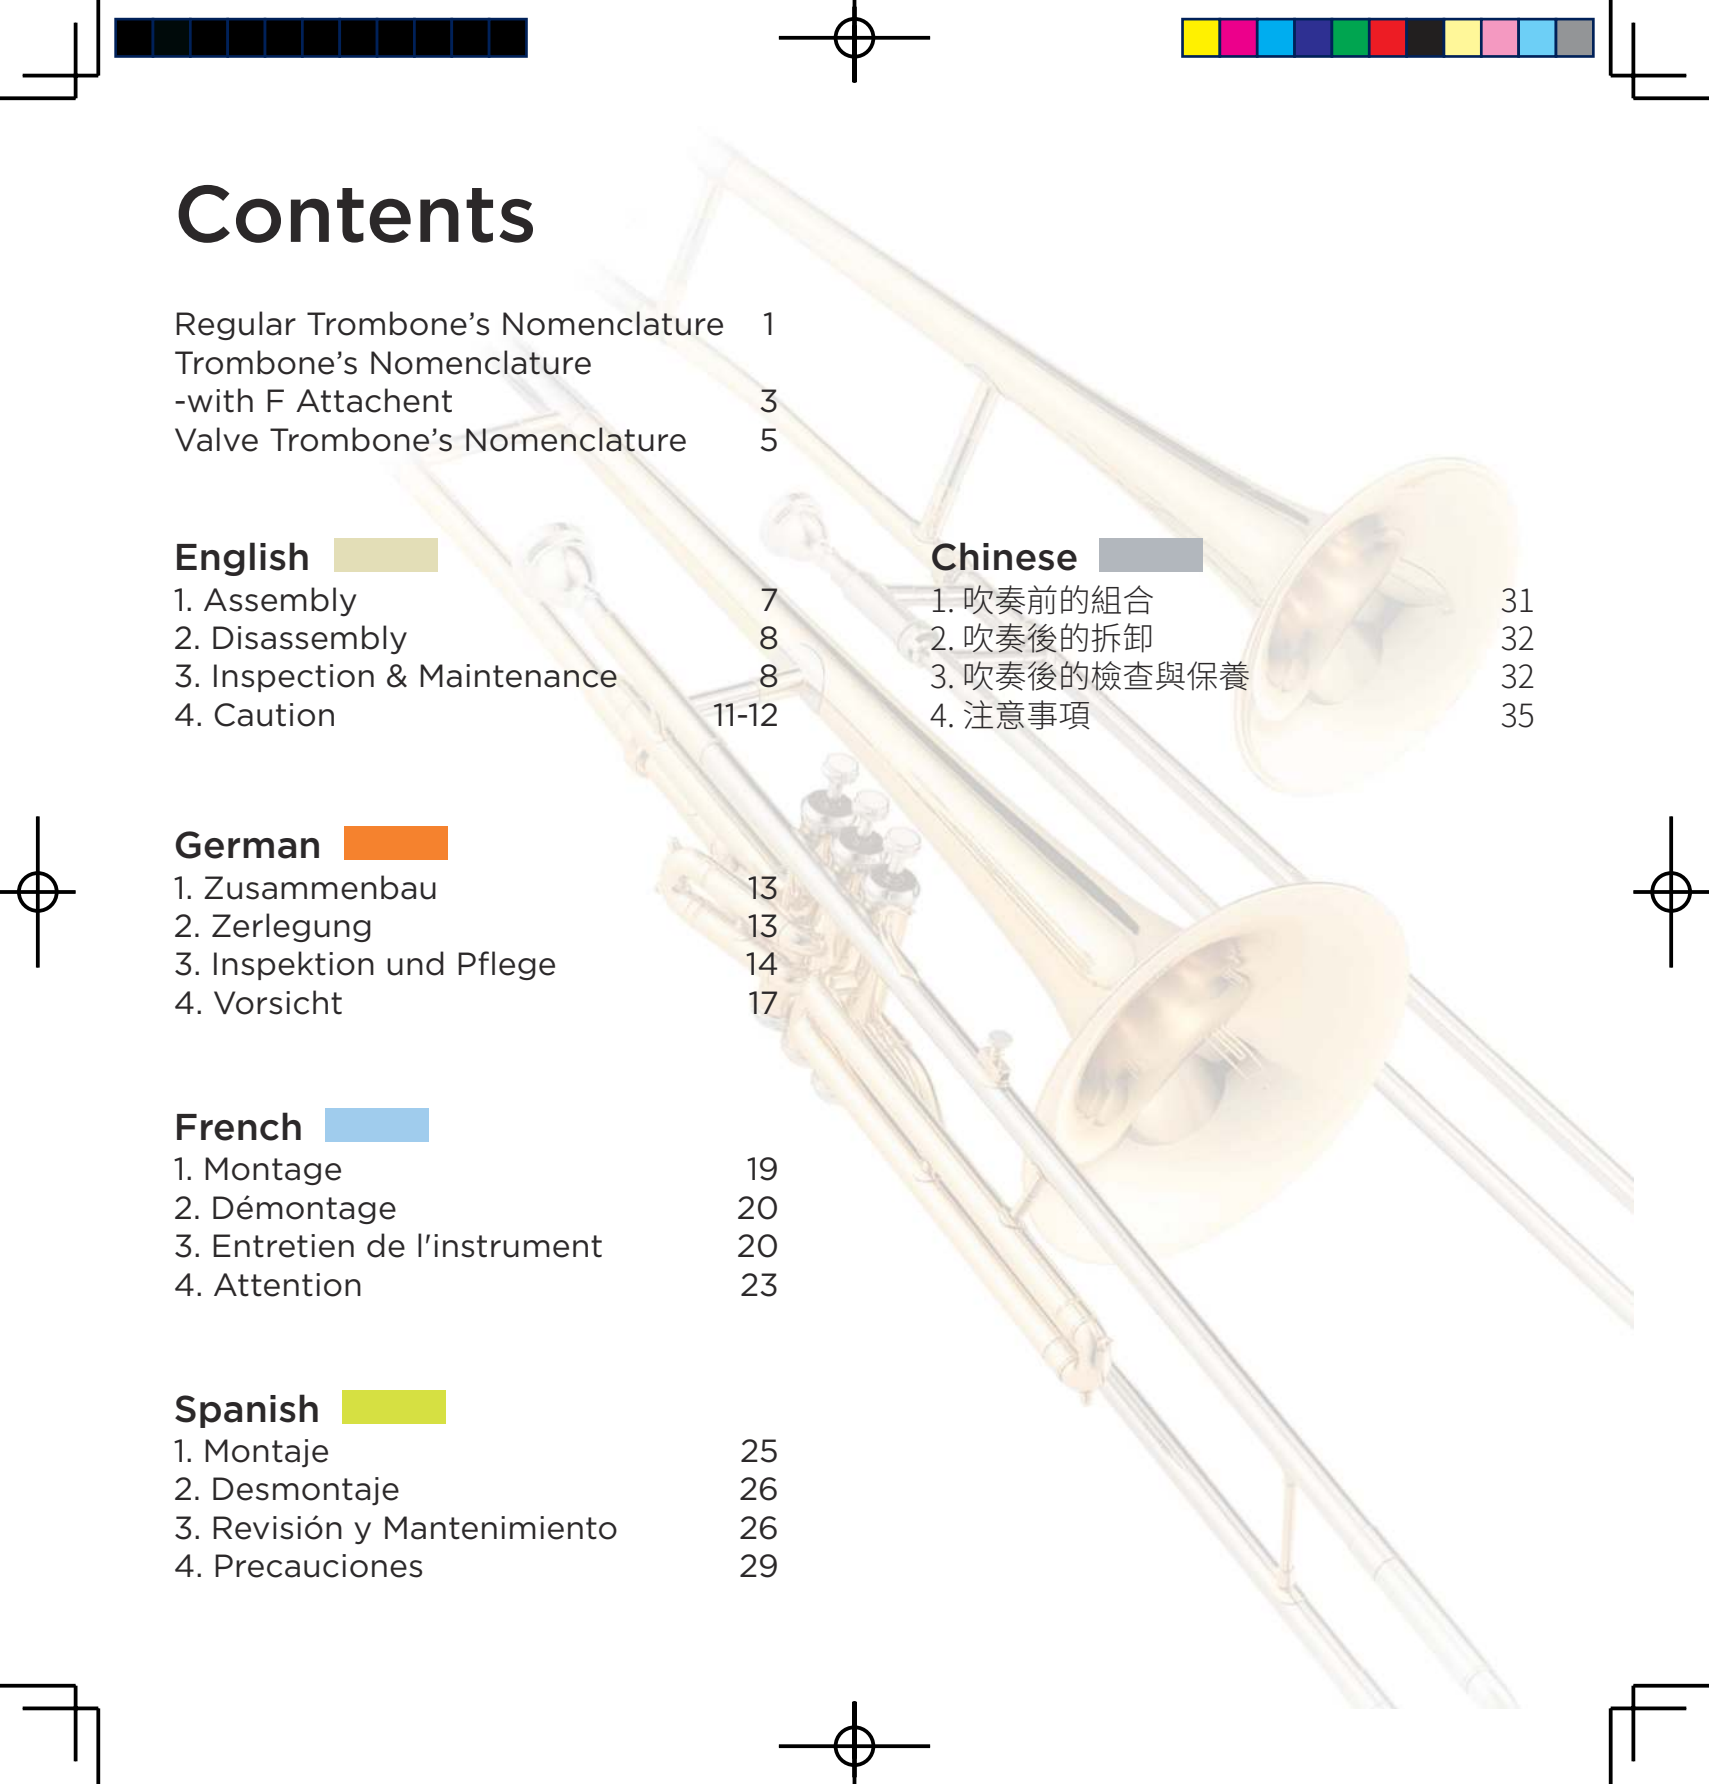 Contents
Regular Trombone’s Nomenclature 1
Trombone’s Nomenclature
-with F Attachent 3
Valve Trombone’s Nomenclature 5
English
1. Assembly 7
2. Disassembly 8
3. Inspection & Maintenance 8
4. Caution 11-12
German
1. Zusammenbau 13
2. Zerlegung 13
3. Inspektion und Pflege 14
4. Vorsicht 17
French
1. Montage 19
2. Démontage 20
3. Entretien de l'instrument 20
4. Attention 23
Spanish
1. Montaje 25
2. Desmontaje 26
3. Revisión y Mantenimiento 26
4. Precauciones 29
Chinese
1. 吹奏前的組合 31
2. 吹奏後的拆卸 32
3. 吹奏後的檢查與保養 32
4. 注意事項 35